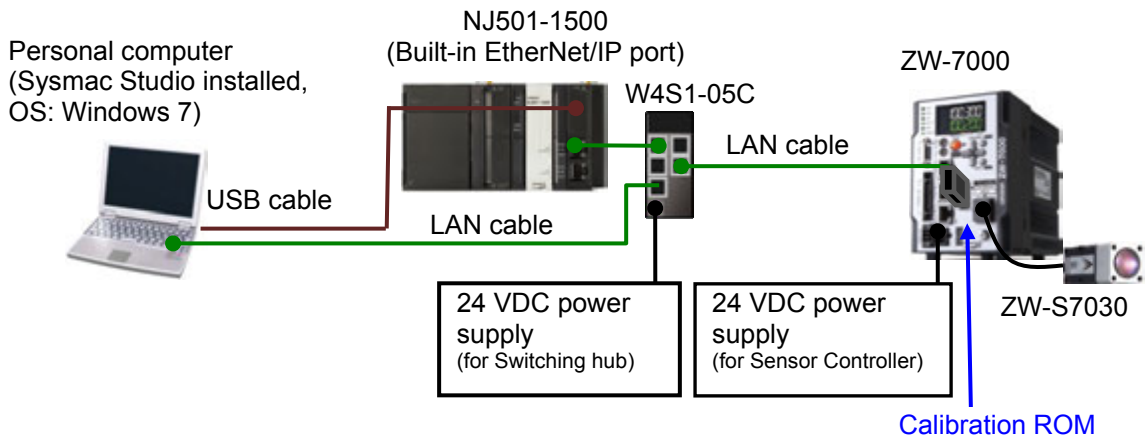 NJ501-1500
(Built-in EtherNet/IP port)
Personal computer
(Sysmac Studio installed,
OS: Windows 7)
ZW-7000
W4S1-05C
LAN cable
USB cable
LAN cable
24 VDC power
supply
(for Switching hub)
24 VDC power
supply
(for Sensor Controller)
ZW-S7030
Calibration ROM